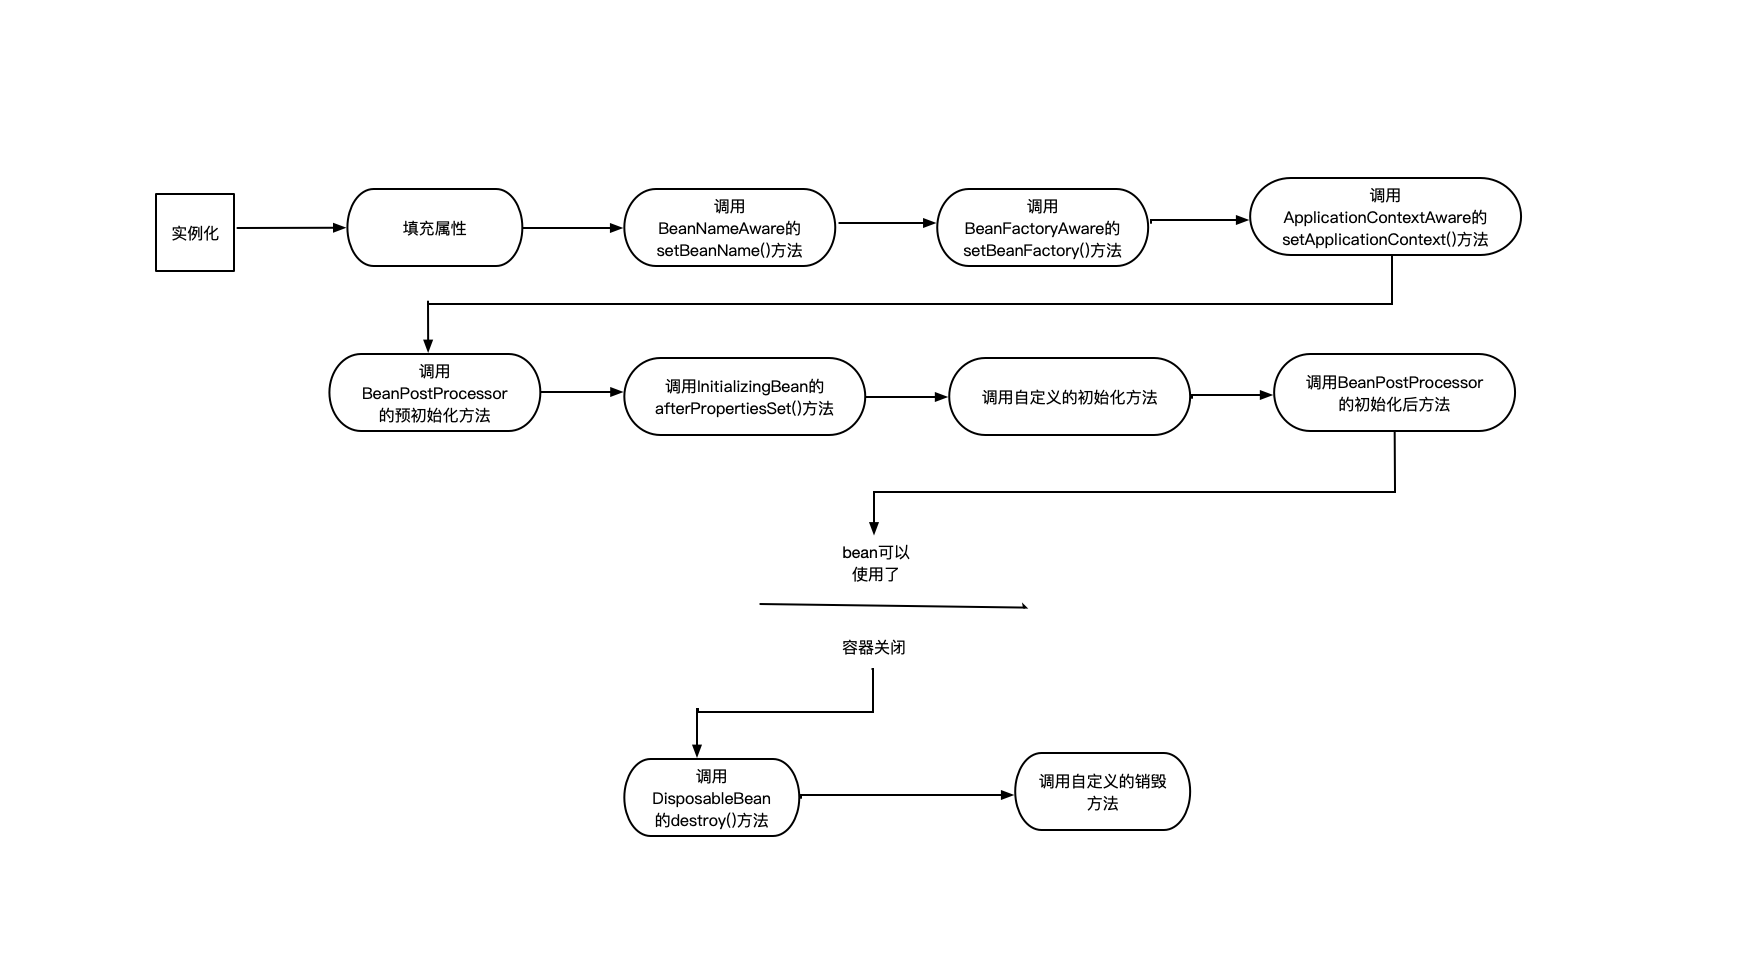 实例化
填充属性
调用
BeanNameAware的
setBeanName()方法
调用
BeanFactoryAware的
setBeanFactory()方法
调用
ApplicationContextAware的
setApplicationContext()方法
调用
BeanPostProcessor
的预初始化方法
调用InitializingBean的
afterPropertiesSet()方法
调用自定义的初始化方法
调用BeanPostProcessor
的初始化后方法
bean可以
使用了
容器关闭
调用
DisposableBean
的destroy()方法
调用自定义的销毁
方法